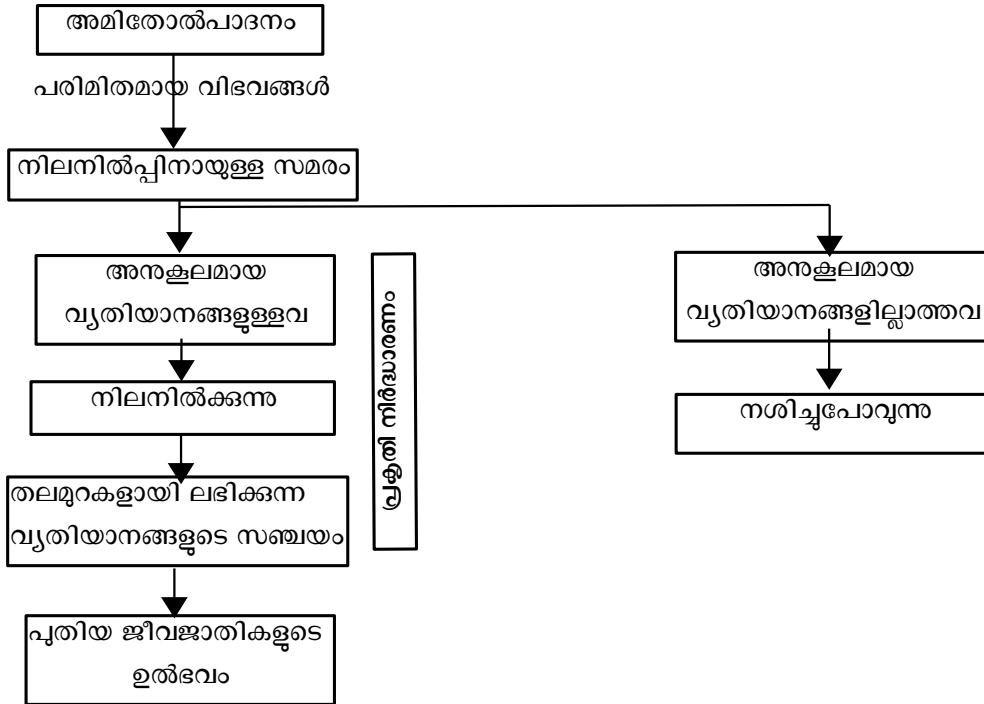 അമിതോൽപാദനം
പരിമിതമായ വിഭവങ്ങൾ
നിലനിൽപ്പിനായുള്ള സമരം
അനുകൂലമായ
വ്യതിയാനങ്ങളുള്ളവ
നിലനിൽക്കുന്നു
തലമുറകളായി ലഭിക്കുന്ന
വ്യതിയാനങ്ങളുടെ സഞ്ചയം
പുതിയ ജീവജാതികളുടെ
ഉൽഭവം
പ്രകൃതി നിർദ്ധാരണം
അനുകൂലമായ
വ്യതിയാനങ്ങളില്ലാത്തവ
നശിച്ചുപോവുന്നു